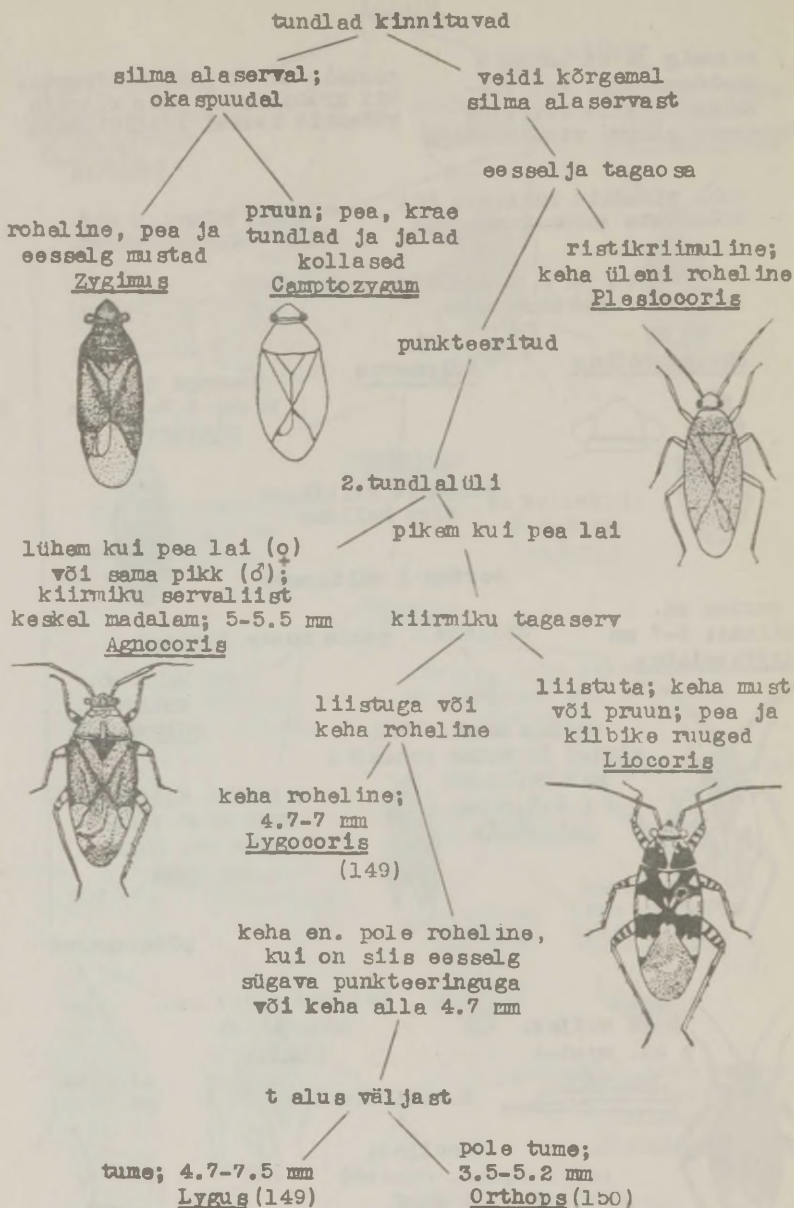 tundlad kinnituvad
silma alaserval;
okaspuudel
veidi kõrgemal
silma alaservast
eesselja tagaosa
roheline, pea ja
eesselg mustad
Zygimus
pruun; pea, krae
tundlad ja jalad
kollased
Camptozygum
ristikriimuline;
keha üleni roheline
Plesiocoris
punkteeritud
2.tundlalüli
lühem kui pea lai (♀)
või sama pikk (♂);
kiirmiku servaliist
keskel madalam; 5-5.5 mm
Agnocoris
pikem kui pea lai
kiirmiku tagaserv
liistuga või
keha roheline
liistuta; keha must
või pruun; pea ja
kilbike ruuged
Liocoris
keha roheline;
4.7-7 mm
Lygocoris
(149)
keha en. pole roheline,
kui on siis eesselg
sügava punkteeringuga
või keha alla 4.7 mm
t alus väljast
tume; 4.7-7.5 mm
Lygus (149)
pole tume;
3.5-5.2 mm
Orthops (150)